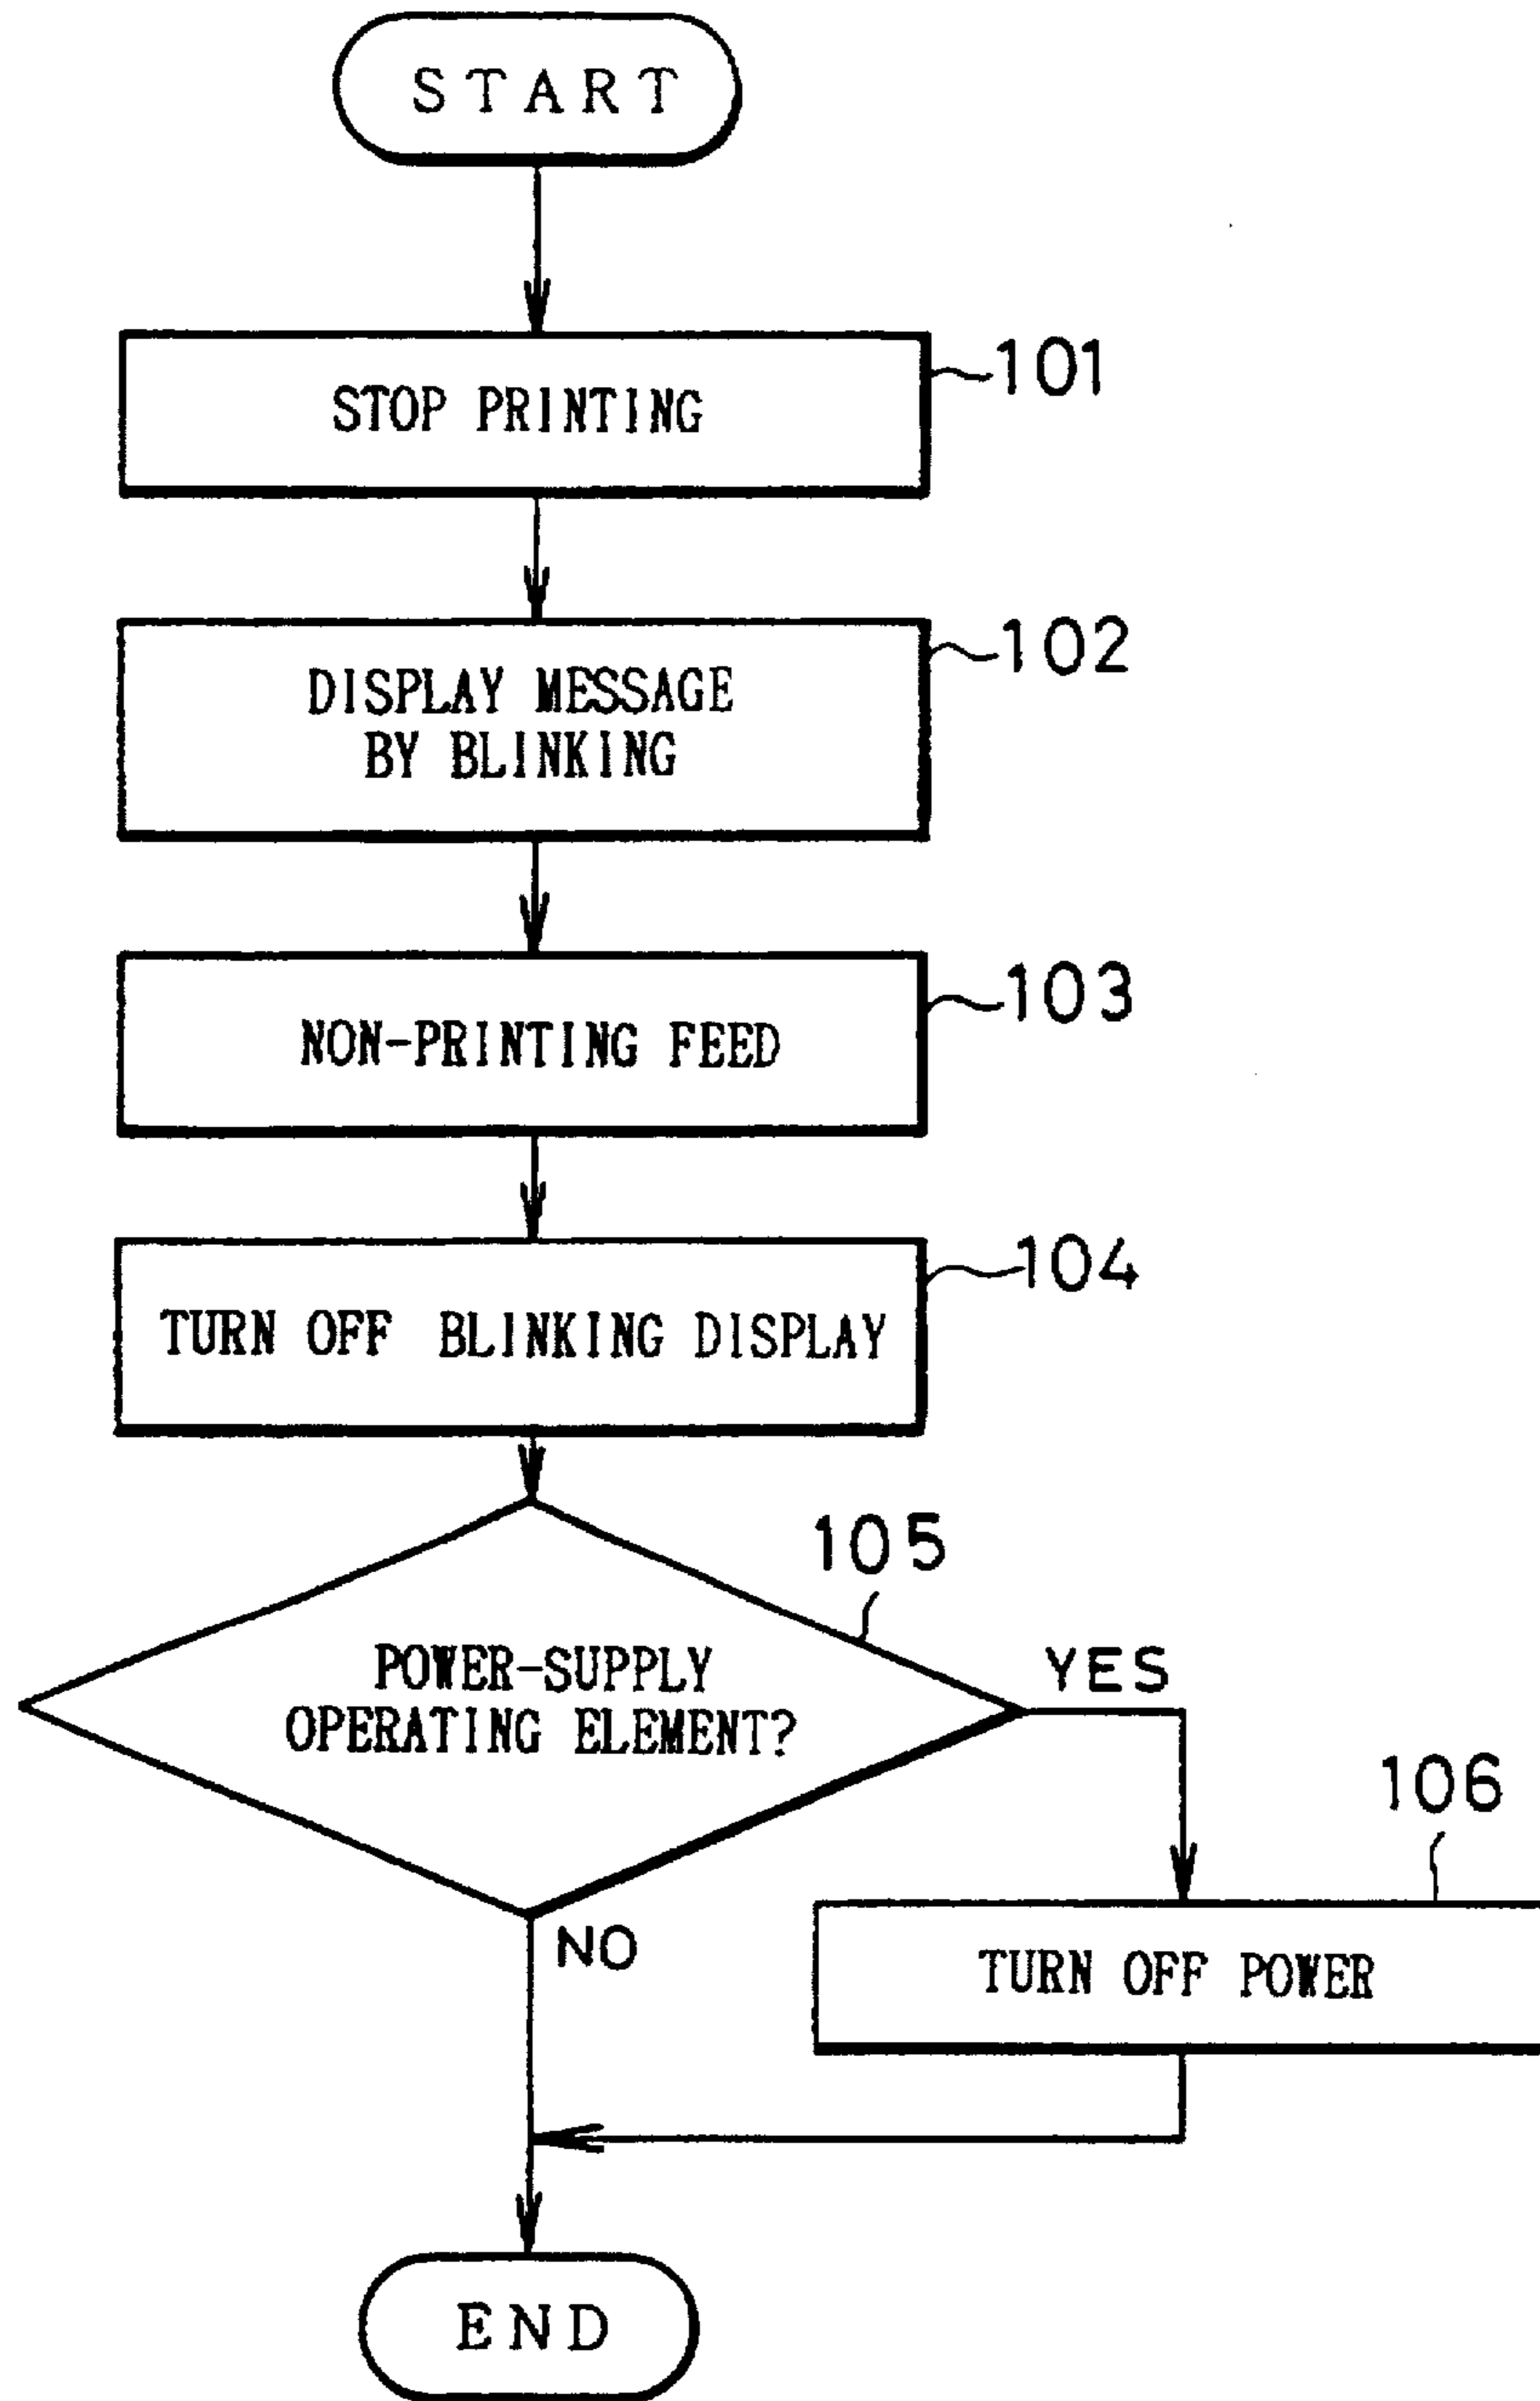 START
STOP PRINTING
101
DISPLAY MESSAGE
BY BLINKING
102
NON-PRINTING FEED
103
TURN OFF BLINKING DISPLAY
104
105
POWER-SUPPLY
OPERATING ELEMENT?
YES
106
NO
TURN OFF POWER
END